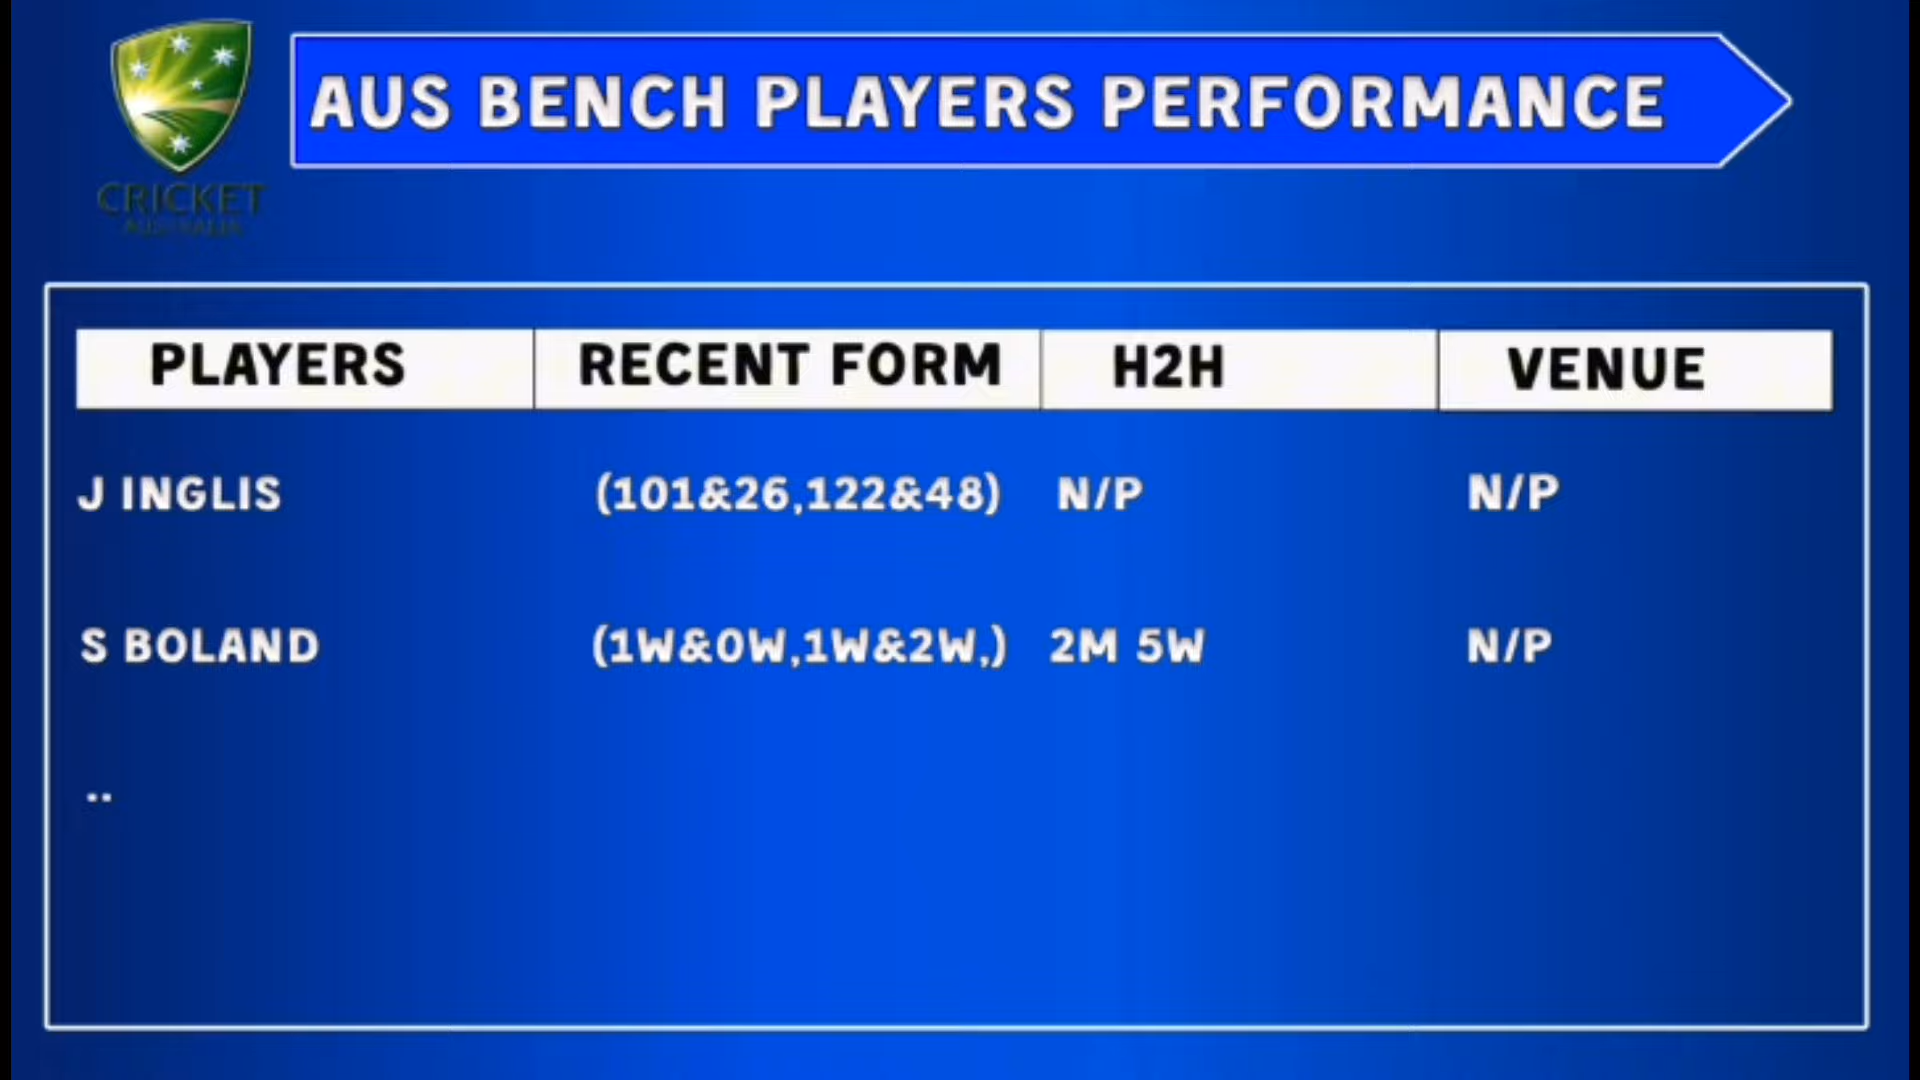 CRICKET
AUSTRALIA
AUS BENCH PLAYERS PERFORMANCE
PLAYERS RECENT FORM H2H VENUE
J INGLIS (101&26,122&48) N/P N/P
S BOLAND (1W&0W,1W&2W,) 2M 5W N/P
..